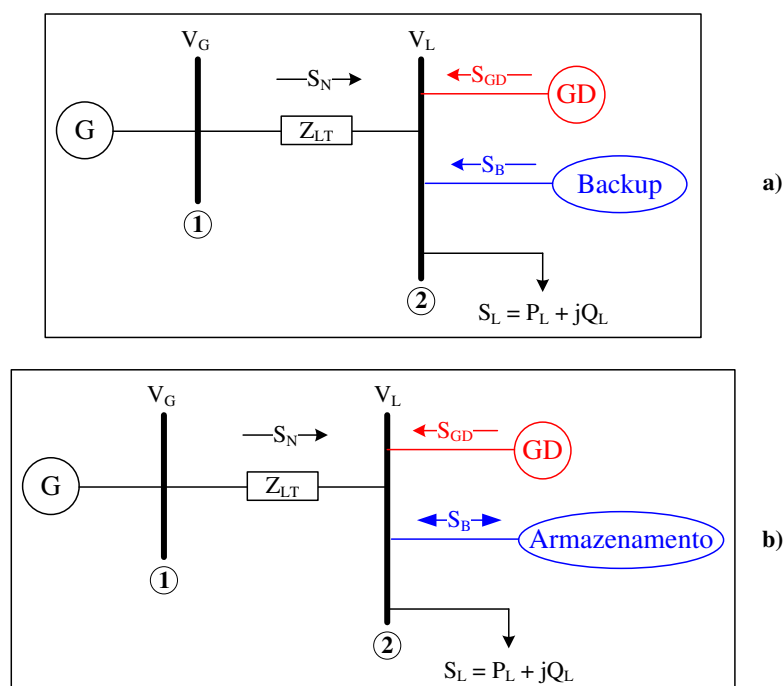 V_G V_L
S_N S_GD GD
G Z_LT
S_B Backup a)
1
2
S_L = P_L + jQ_L
V_G V_L
S_N S_GD GD
G Z_LT
S_B Armazenamento b)
1
2
S_L = P_L + jQ_L